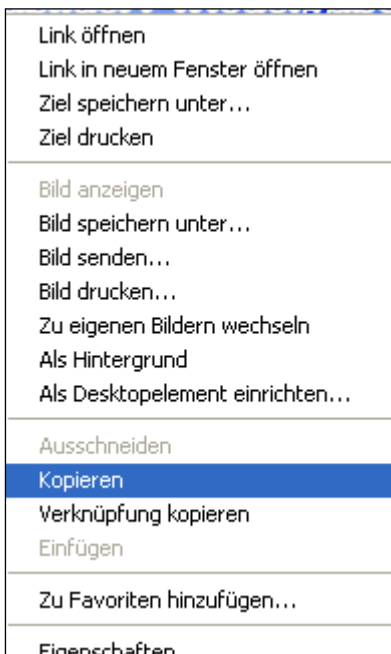 Link öffnen
Link in neuem Fenster öffnen
Ziel speichern unter...
Ziel drucken
Bild anzeigen
Bild speichern unter...
Bild senden...
Bild drucken...
Zu eigenen Bildern wechseln
Als Hintergrund
Als Desktopelement einrichten...
Ausschneiden
Kopieren
Verknüpfung kopieren
Einfügen
Zu Favoriten hinzufügen...
Eigenschaften